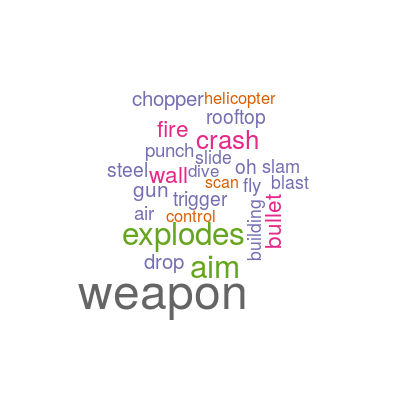 chopper helicopter
rooftop
fire crash
punch slide
steel wall dive oh slam
scan fly blast
gun trigger
air control
building
bullet
explodes
drop aim
weapon